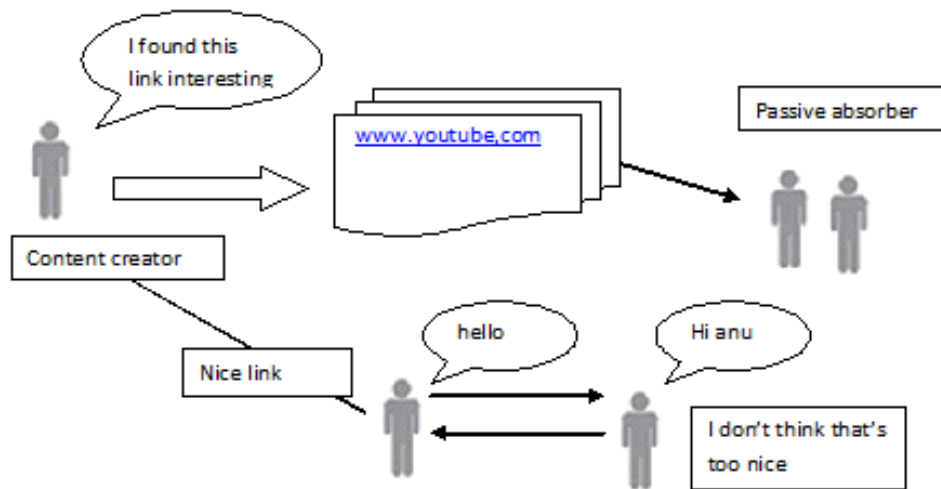 I found this
link interesting
Passive absorber
www.youtube,com
Content creator
hello
Hi anu
Nice link
I don't think that's
too nice